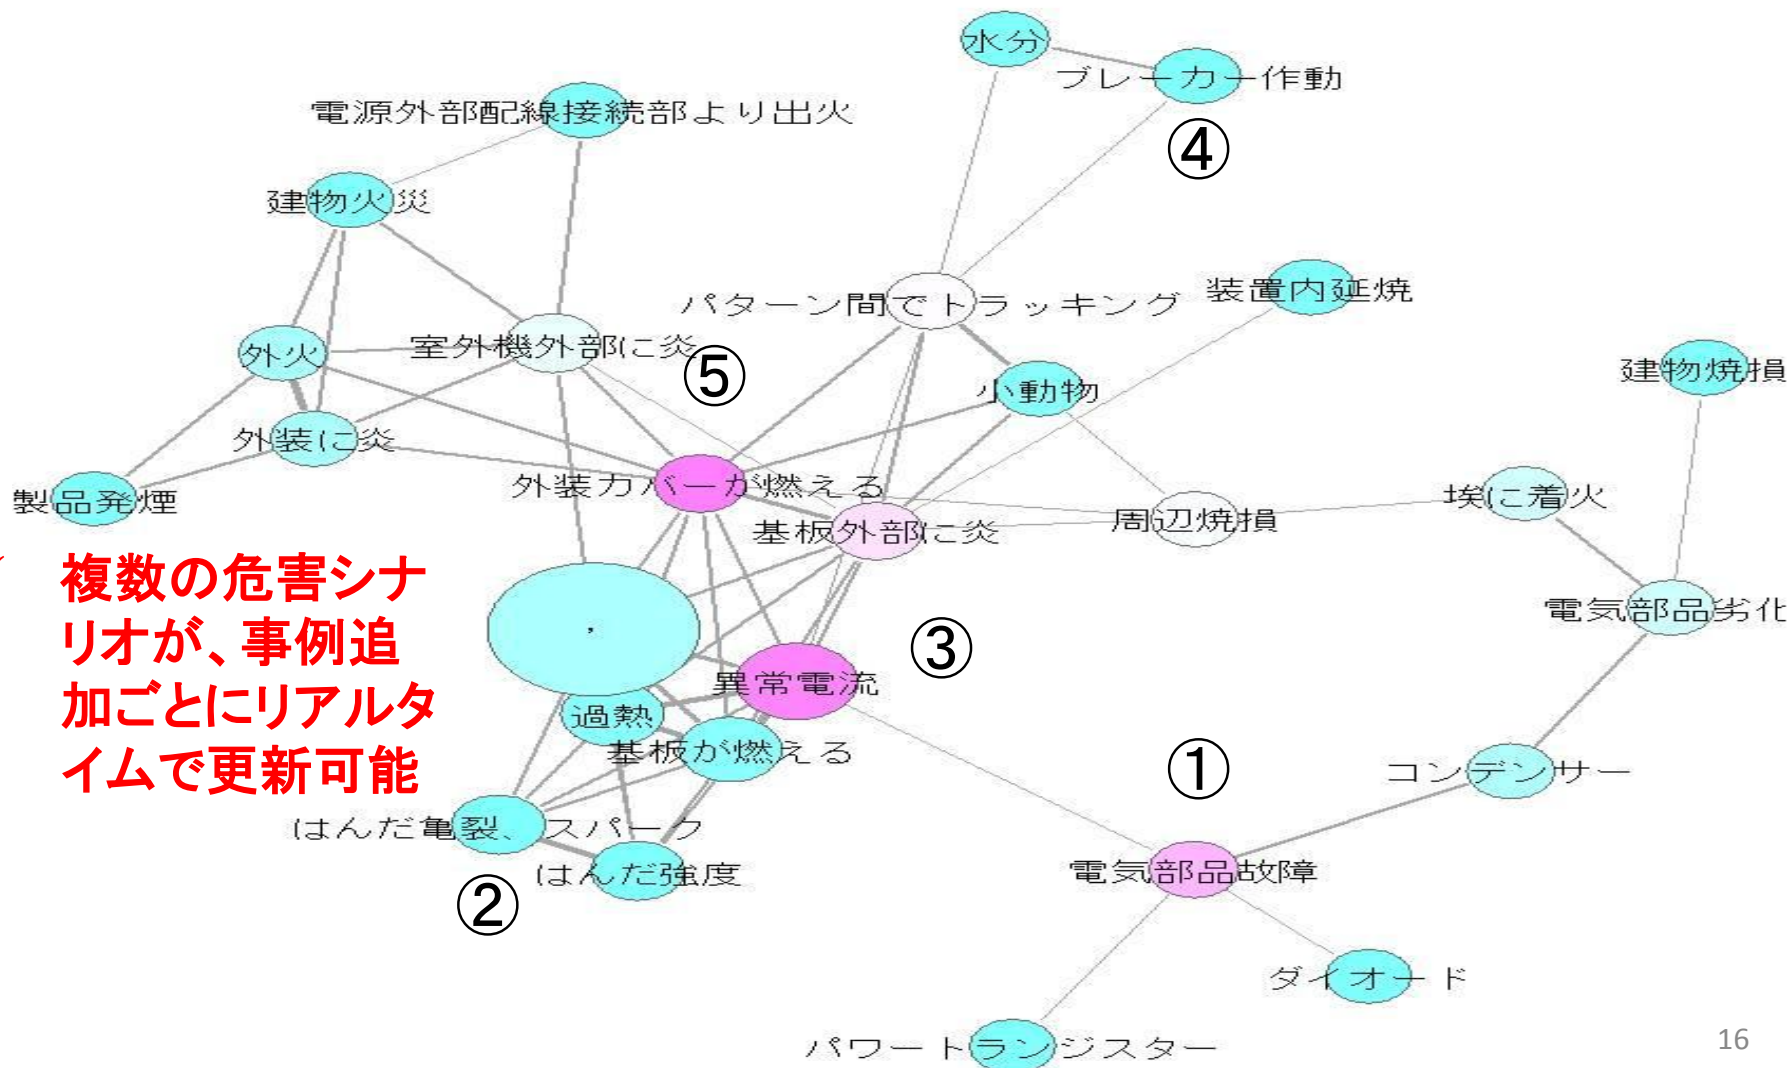 水分
ブレーカー作動
電源外部配線接続部より出火
④
建物火災
パターン間でトラッキング
装置内延焼
外火
室外機外部に炎
⑤
小動物
建物焼損
外装に炎
製品発煙
外装カバーが燃える
埃に着火
基板外部に炎
周辺焼損
複数の危害シナ
リオが、事例追
加ごとにリアルタ
イムで更新可能
,
電気部品劣化
③
異常電流
過熱
基板が燃える
①
コンデンサー
はんだ亀裂、スパーク
はんだ強度
②
電気部品故障
ダイオード
パワートランジスター
16